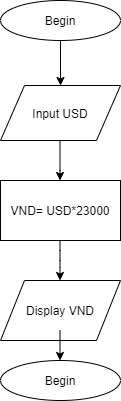 Begin
Input USD
VND= USD*23000
Display VND
Begin